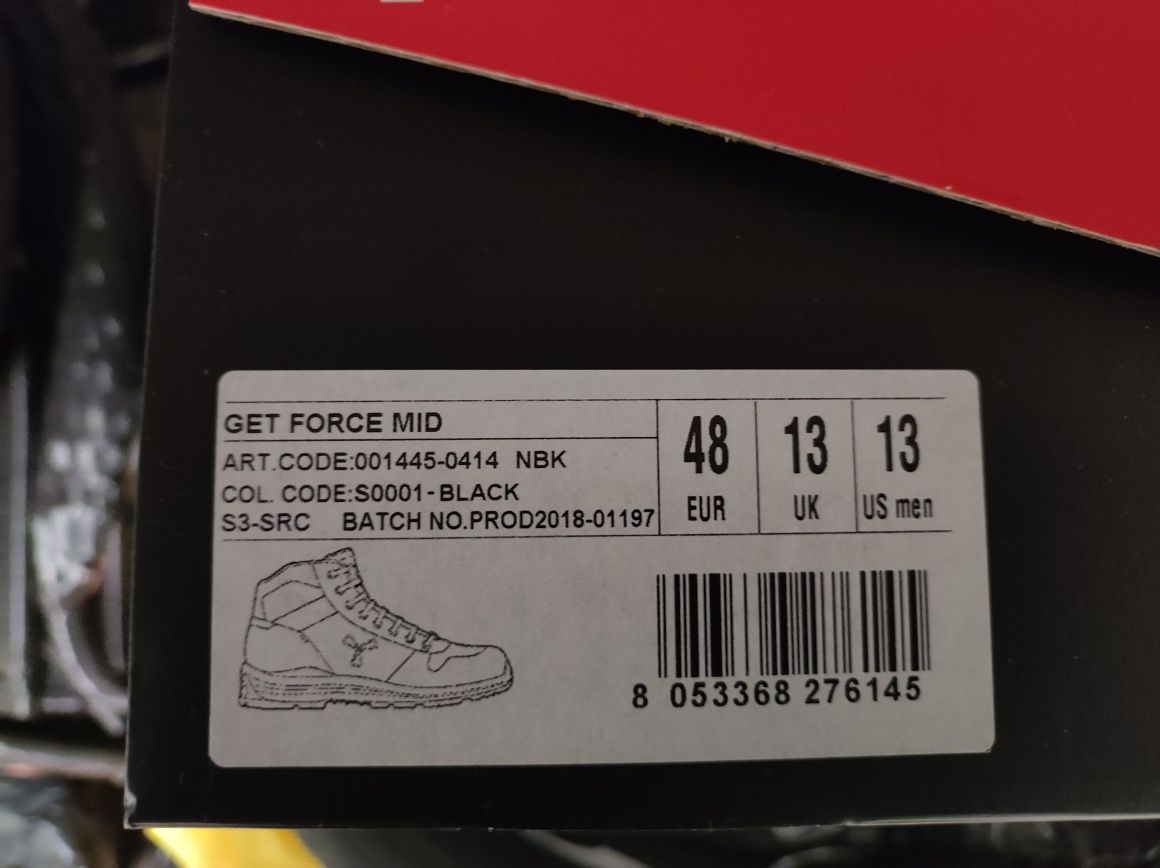 GET FORCE MID
ART.CODE:001445-0414 NBK
COL. CODE:S0001-BLACK
S3-SRC BATCH NO.PROD2018-01197
48 13 13
EUR UK US men
8 053368 276145